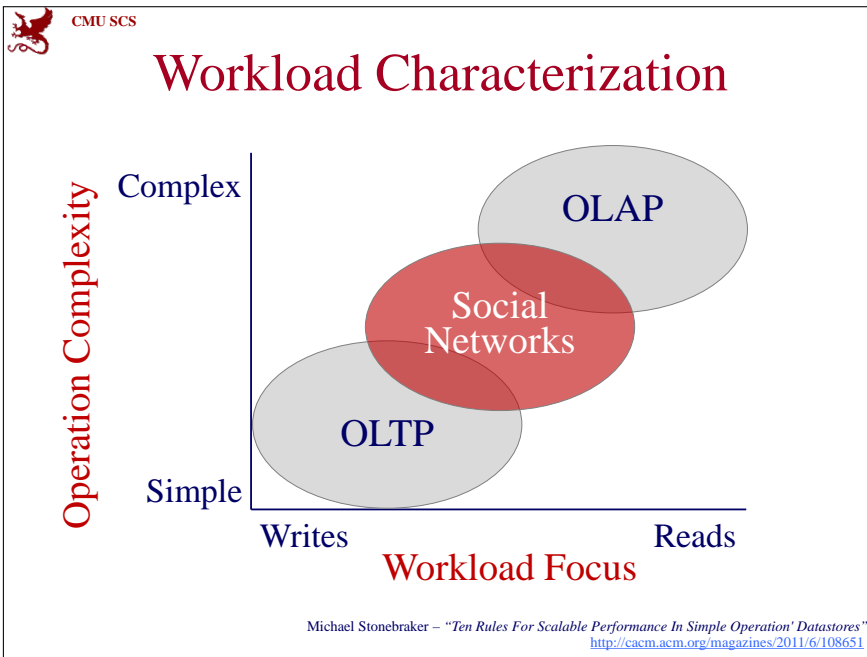 CMU SCS
Workload Characterization
Operation Complexity
Complex
OLAP
Social
Networks
OLTP
Simple
Writes
Reads
Workload Focus
Michael Stonebraker – “Ten Rules For Scalable Performance In Simple Operation' Datastores”
http://cacm.acm.org/magazines/2011/6/108651